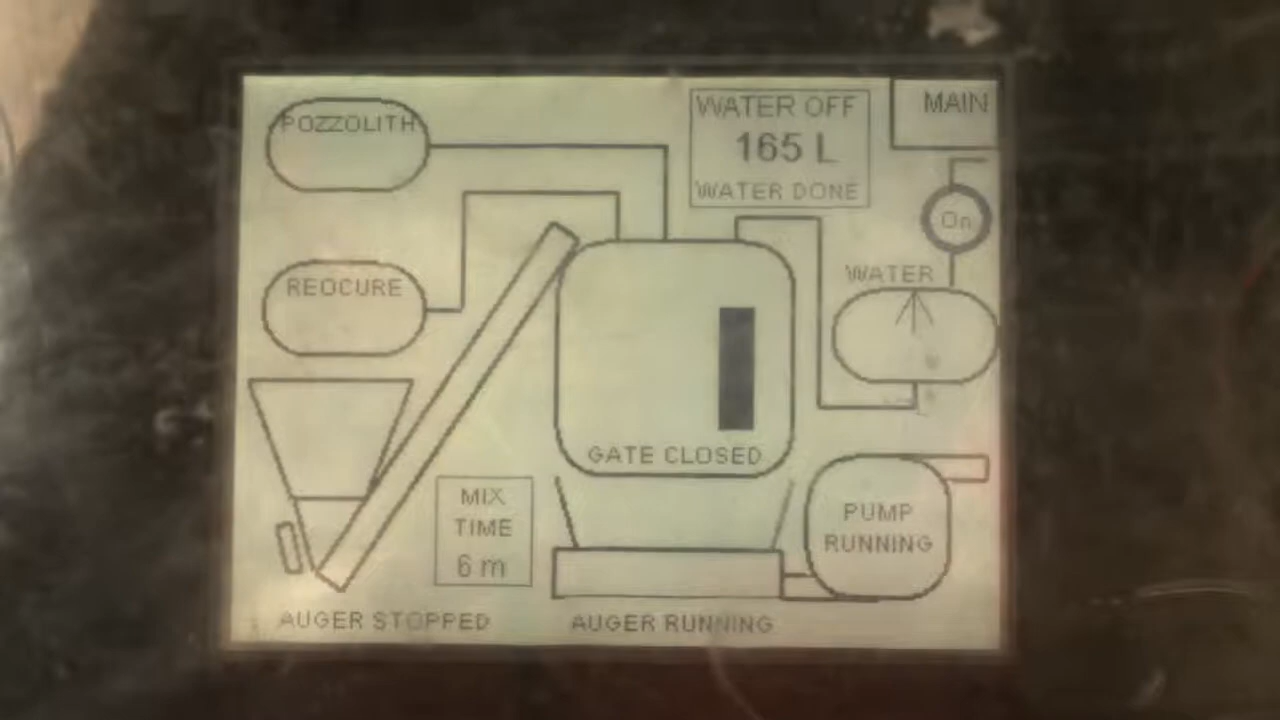 POZZOLITH
WATER OFF
165 L
WATER DONE
MAIN
On
WATER
REOCURE
GATE CLOSED
MIX
TIME
6 m
PUMP
RUNNING
AUGER STOPPED
AUGER RUNNING